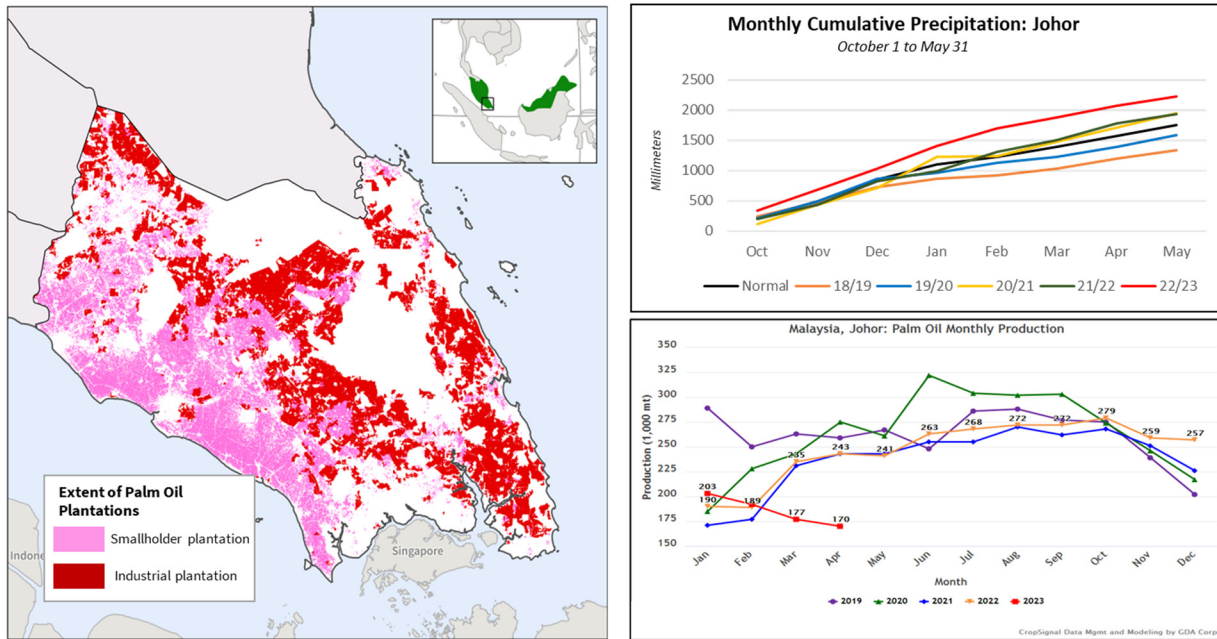 Extent of Palm Oil
Plantations
Smallholder plantation
Industrial plantation
Indone
Singapore
Monthly Cumulative Precipitation: Johor
October 1 to May 31
Millimeters
2500
2000
1500
1000
500
0
Oct Nov Dec Jan Feb Mar Apr May
Normal 18/19 19/20 20/21 21/22 22/23
Malaysia, Johor: Palm Oil Monthly Production
Production (1,000 mt)
350
325
300
275
250
225
200
175
150
203
190
189
235
177
243
170
241
263
268
272
272
279
259
257
Jan Feb Mar Apr May Jun Jul Aug Sep Oct Nov Dec
Month
2019 2020 2021 2022 2023
CropSignal Data Mgmt and Modeling by GDA Corp